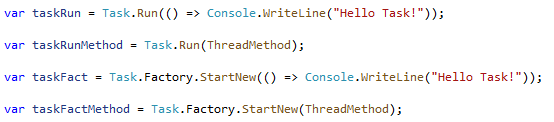 var taskRun = Task.Run(() => Console.WriteLine("Hello Task!"));
var taskRunMethod = Task.Run(ThreadMethod);
var taskFact = Task.Factory.StartNew(() => Console.WriteLine("Hello Task!"));
var taskFactMethod = Task.Factory.StartNew(ThreadMethod);